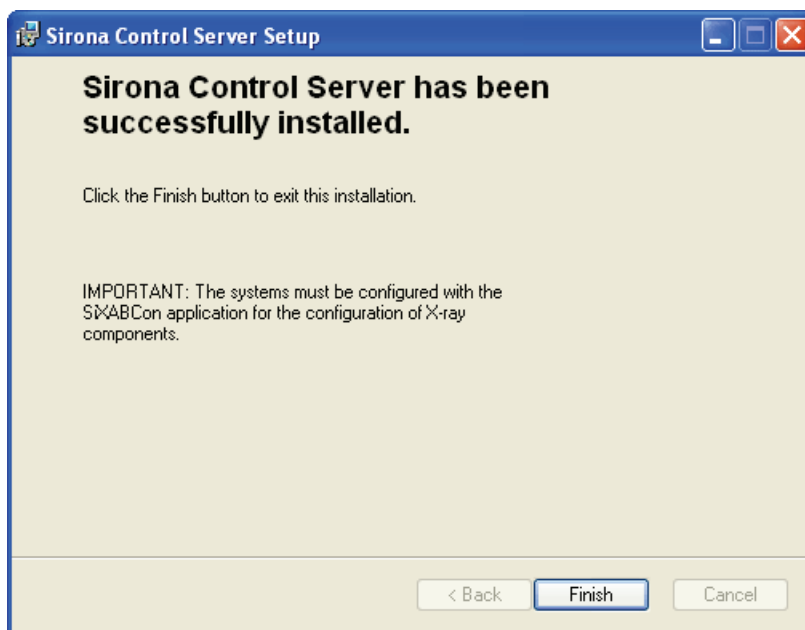 Sirona Control Server Setup
Sirona Control Server has been
successfully installed.
Click the Finish button to exit this installation.
IMPORTANT: The systems must be configured with the
SiXABCon application for the configuration of X-ray
components.
< Back
Finish
Cancel